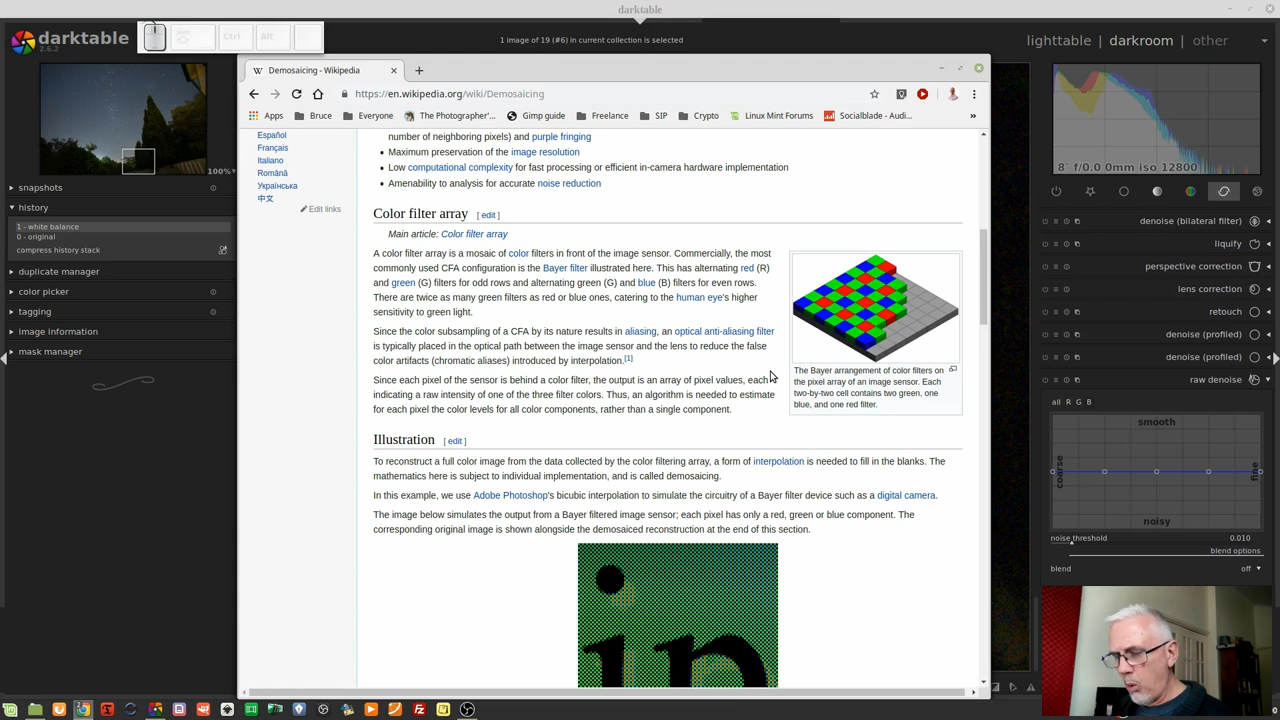 darktable
darktable
2.6.2
Ctrl
Alt
1 image of 19 (#6) in current collection is selected
lighttable | darkroom | other
100%
snapshots
history
1 - white balance
0 - original
compress history stack
duplicate manager
color picker
tagging
image information
mask manager
Demosaicing - Wikipedia
https://en.wikipedia.org/wiki/Demosaicing
Apps
Bruce
Everyone
The Photographer'...
Gimp guide
Freelance
SIP
Crypto
Linux Mint Forums
Socialblade - Audi...
»
Español
Français
Italiano
Română
Українська
中文
Edit links
number of neighboring pixels) and purple fringing
• Maximum preservation of the image resolution
• Low computational complexity for fast processing or efficient in-camera hardware implementation
• Amenability to analysis for accurate noise reduction
Color filter array [ edit ]
Main article: Color filter array
A color filter array is a mosaic of color filters in front of the image sensor. Commercially, the most
commonly used CFA configuration is the Bayer filter illustrated here. This has alternating red (R)
and green (G) filters for odd rows and alternating green (G) and blue (B) filters for even rows.
There are twice as many green filters as red or blue ones, catering to the human eye's higher
sensitivity to green light.
Since the color subsampling of a CFA by its nature results in aliasing, an optical anti-aliasing filter
is typically placed in the optical path between the image sensor and the lens to reduce the false
color artifacts (chromatic aliases) introduced by interpolation.[1]
Since each pixel of the sensor is behind a color filter, the output is an array of pixel values, each
indicating a raw intensity of one of the three filter colors. Thus, an algorithm is needed to estimate
for each pixel the color levels for all color components, rather than a single component.
The Bayer arrangement of color filters on
the pixel array of an image sensor. Each
two-by-two cell contains two green, one
blue, and one red filter.
Illustration [ edit ]
To reconstruct a full color image from the data collected by the color filtering array, a form of interpolation is needed to fill in the blanks. The
mathematics here is subject to individual implementation, and is called demosaicing.
In this example, we use Adobe Photoshop's bicubic interpolation to simulate the circuitry of a Bayer filter device such as a digital camera.
The image below simulates the output from a Bayer filtered image sensor; each pixel has only a red, green or blue component. The
corresponding original image is shown alongside the demosaiced reconstruction at the end of this section.
in
8" f/0.0 0mm iso 12800
denoise (bilateral filter)
liquify
perspective correction
lens correction
retouch
denoise (profiled)
denoise (profiled)
raw denoise
all R G B
smooth
coarse
fine
noisy
noise threshold 0.010
blend options
blend off